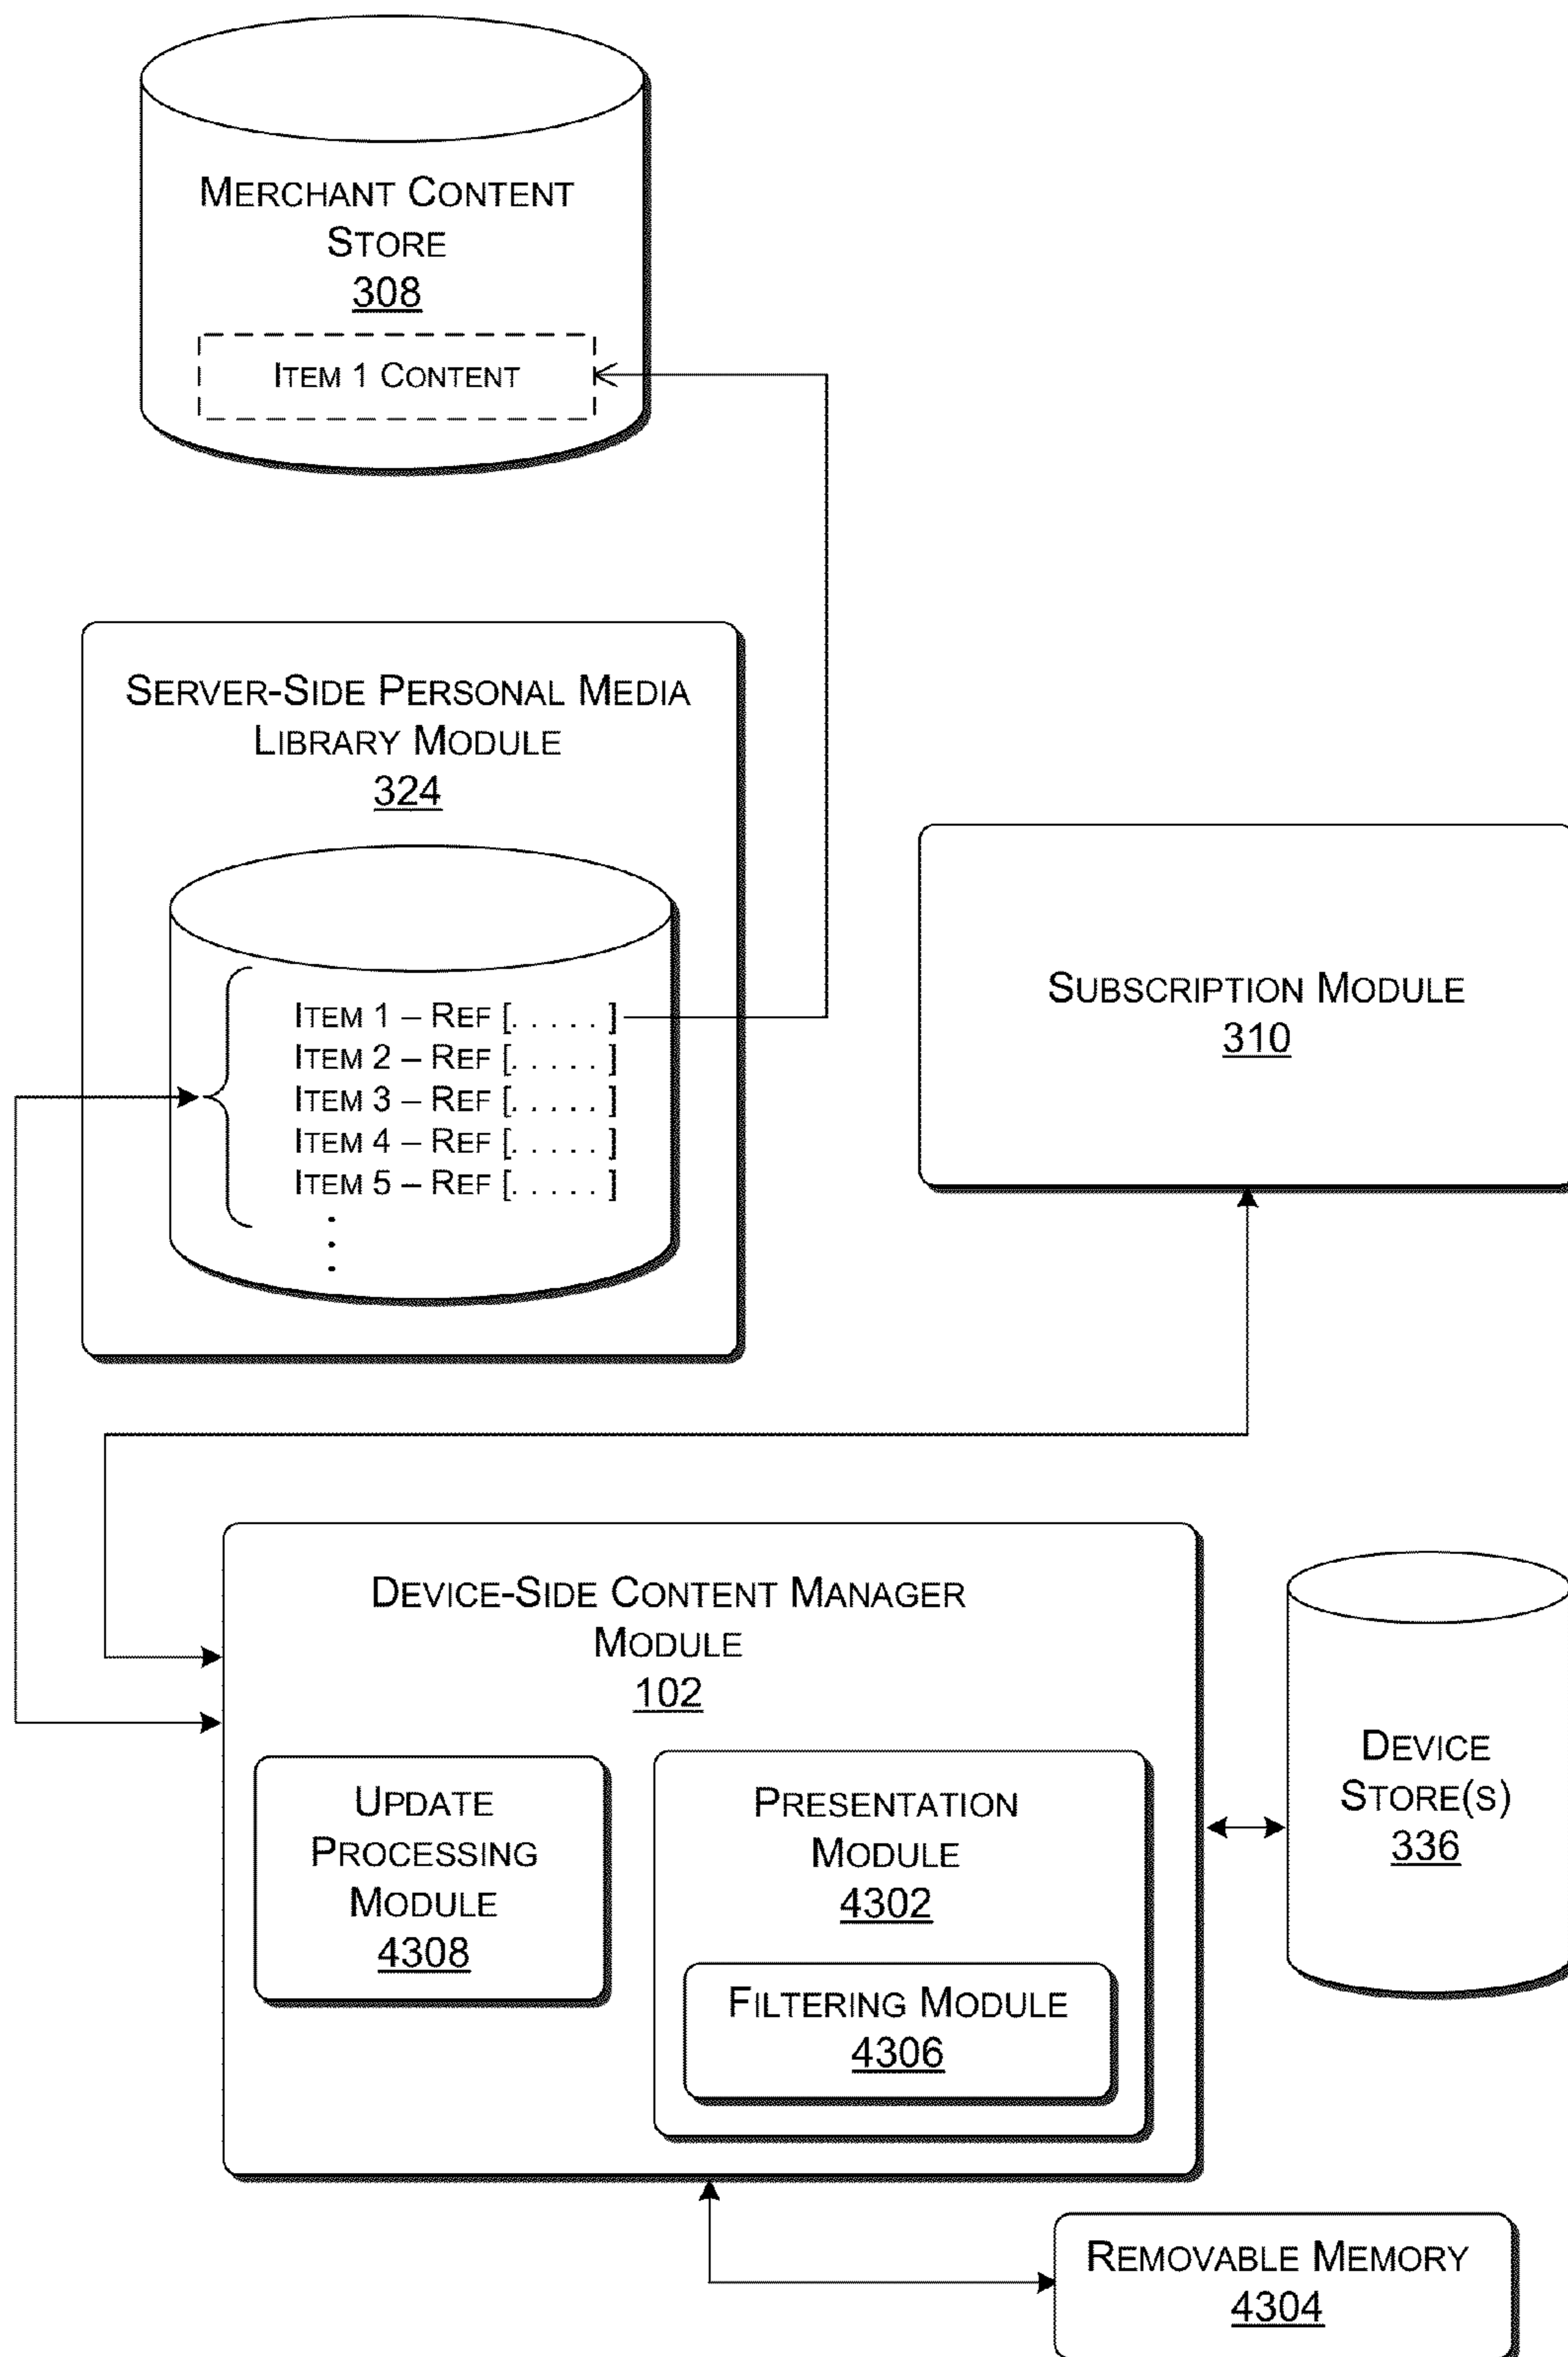 MERCHANT CONTENT
STORE
308
ITEM 1 CONTENT
SERVER-SIDE PERSONAL MEDIA
LIBRARY MODULE
324
ITEM 1 – REF [. . . . .]
ITEM 2 – REF [. . . . .]
ITEM 3 – REF [. . . . .]
ITEM 4 – REF [. . . . .]
ITEM 5 – REF [. . . . .]
SUBSCRIPTION MODULE
310
DEVICE-SIDE CONTENT MANAGER
MODULE
102
UPDATE
PROCESSING
MODULE
4308
PRESENTATION
MODULE
4302
FILTERING MODULE
4306
DEVICE
STORE(S)
336
REMOVABLE MEMORY
4304